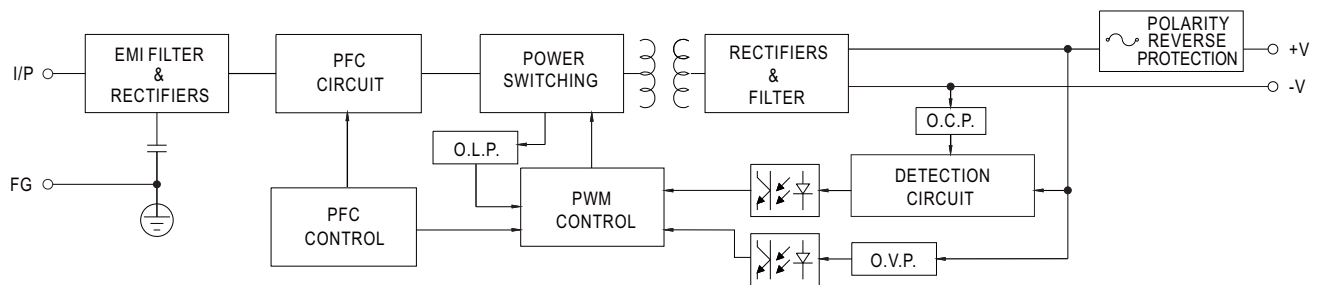 I/P
EMI FILTER
&
RECTIFIERS
PFC
CIRCUIT
POWER
SWITCHING
RECTIFIERS
&
FILTER
POLARITY
REVERSE
PROTECTION
+V
-V
O.C.P.
O.L.P.
DETECTION
CIRCUIT
FG
PFC
CONTROL
PWM
CONTROL
O.V.P.